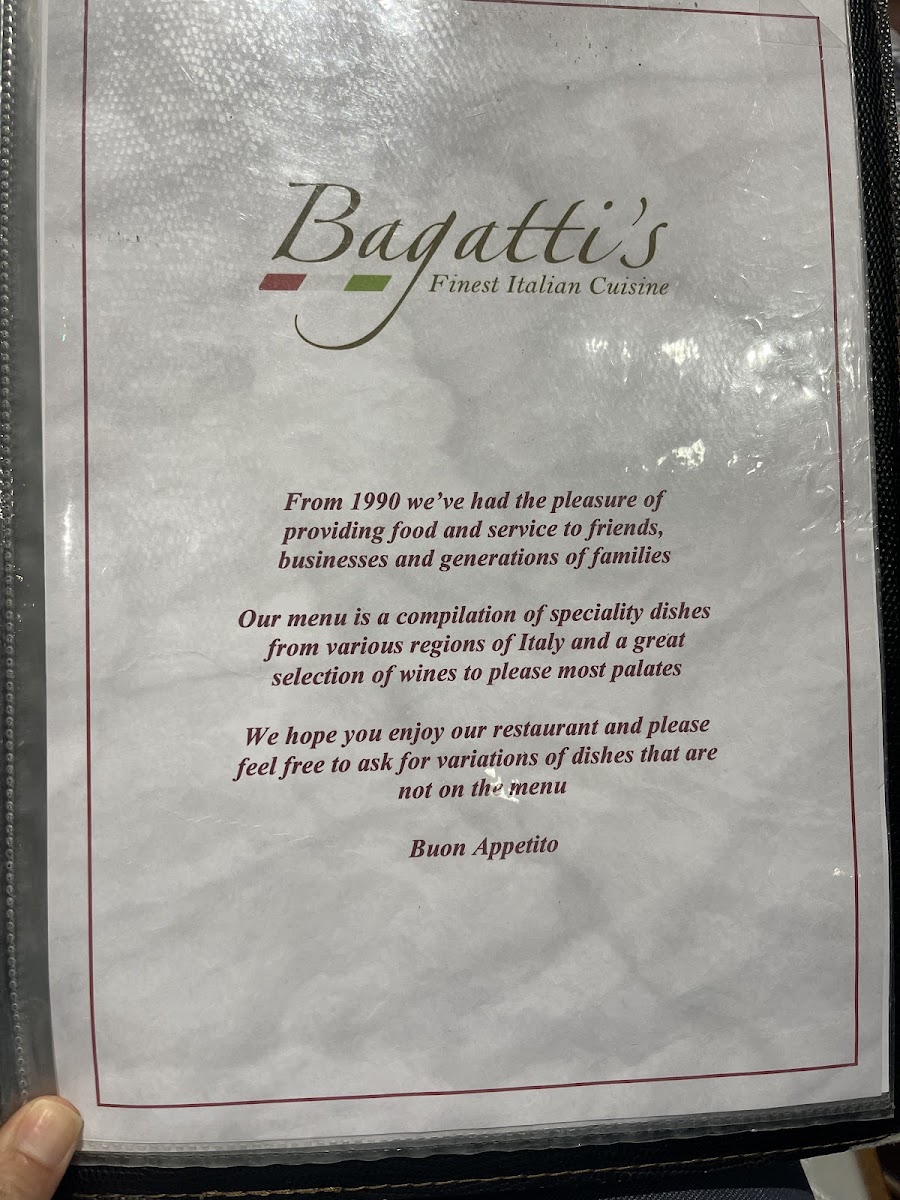 Bagatti's
Finest Italian Cuisine
From 1990 we've had the pleasure of
providing food and service to friends,
businesses and generations of families
Our menu is a compilation of speciality dishes
from various regions of Italy and a great
selection of wines to please most palates
We hope you enjoy our restaurant and please
feel free to ask for variations of dishes that are
not on the menu
Buon Appetito